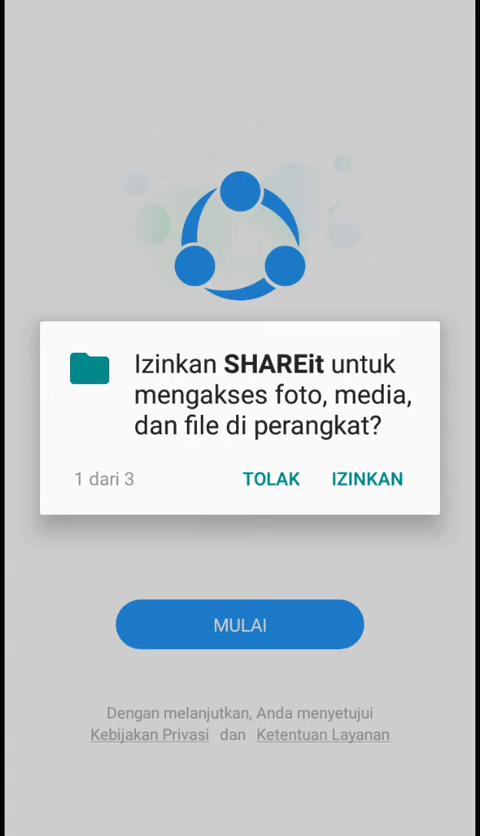 Izinkan SHAREit untuk
mengakses foto, media,
dan file di perangkat?
1 dari 3
TOLAK
IZINKAN
MULAI
Dengan melanjutkan, Anda menyetujui
Kebijakan Privasi dan Ketentuan Layanan